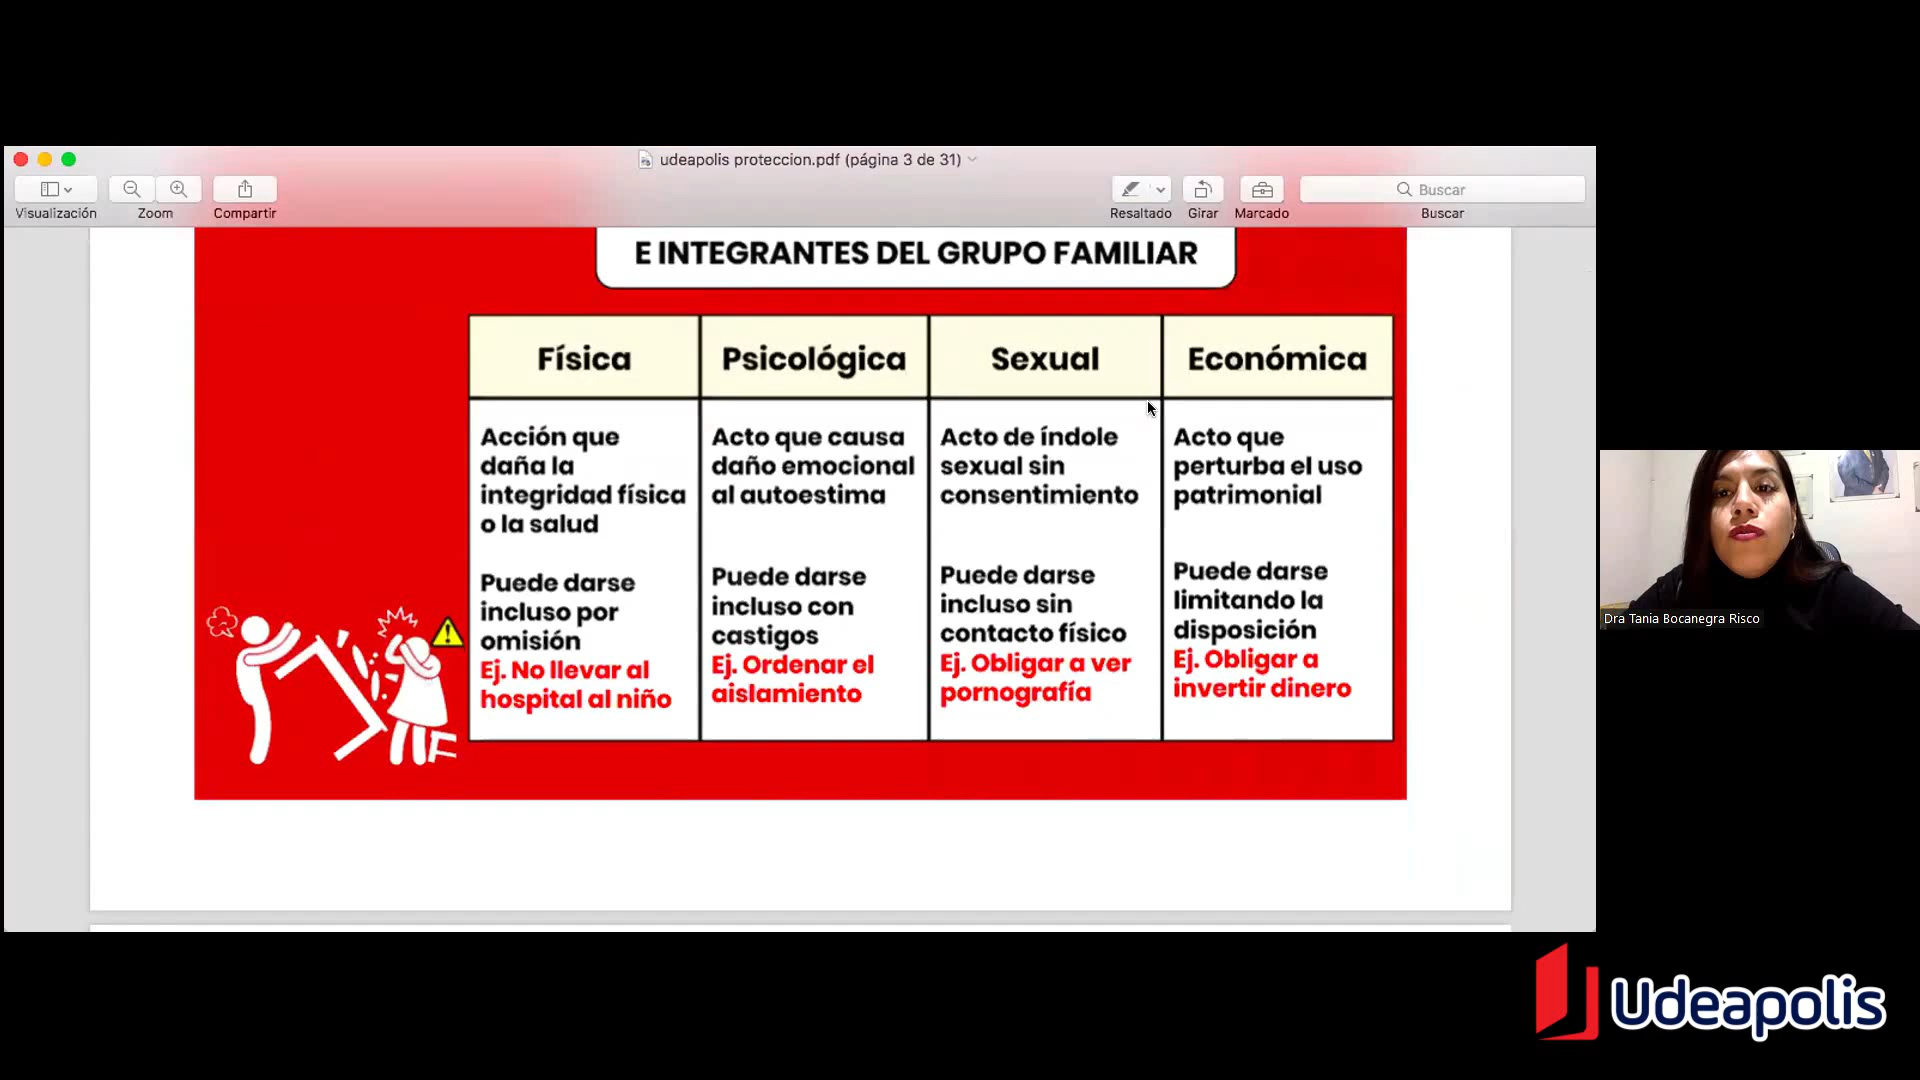 udeapolis proteccion.pdf (página 3 de 31)
Visualización
Zoom
Compartir
Resaltado
Girar
Marcado
Buscar
Buscar
E INTEGRANTES DEL GRUPO FAMILIAR
Física
Psicológica
Sexual
Económica
Acción que
daña la
integridad física
o la salud
Puede darse
incluso por
omisión
Ej. No llevar al
hospital al niño
Acto que causa
daño emocional
al autoestima
Puede darse
incluso con
castigos
Ej. Ordenar el
aislamiento
Acto de índole
sexual sin
consentimiento
Puede darse
incluso sin
contacto físico
Ej. Obligar a ver
pornografía
Acto que
perturba el uso
patrimonial
Puede darse
limitando la
disposición
Ej. Obligar a
invertir dinero
Dra Tania Bocanegra Risco
Udeapolis